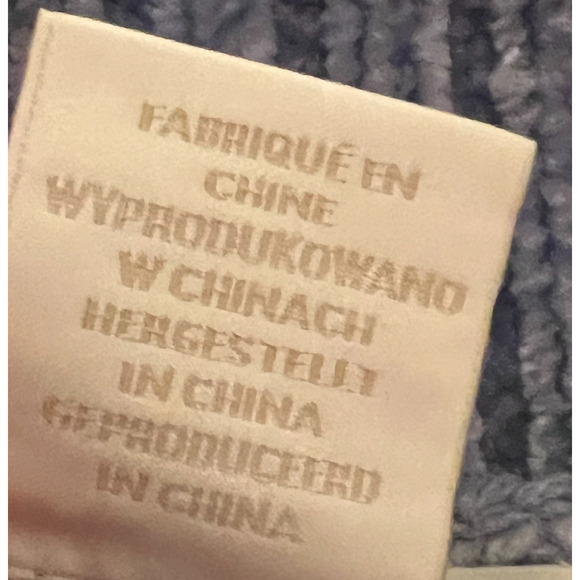 FABRIQUÉ EN
CHINE
WYPRODUKOWANO
W CHINACH
HERGESTELLT
IN CHINA
GEPRODUCEERD
IN CHINA